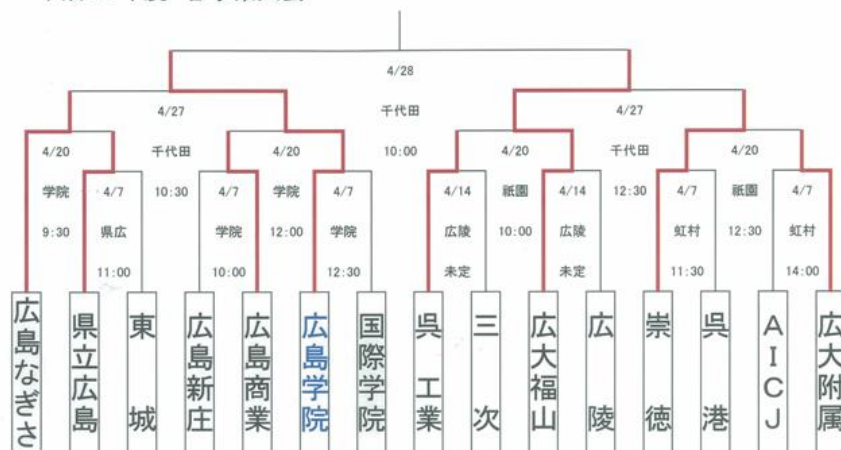 4/28
4/27
千代田
4/27
4/20
千代田
4/20
10:00
4/20
千代田
4/20
学院
4/7
10:30
4/7
学院
4/7
4/14
祇園
4/14
12:30
4/7
祇園
4/7
9:30
県広
学院
12:00
学院
広陵
10:00
広陵
虹村
12:30
虹村
11:00
10:00
12:30
未定
未定
11:30
14:00
広島なぎさ
県立広島
東城
広島新庄
広島商業
広島学院
国際学院
呉工業
三次
広大福山
広陵
崇徳
呉港
AICJ
広大附属